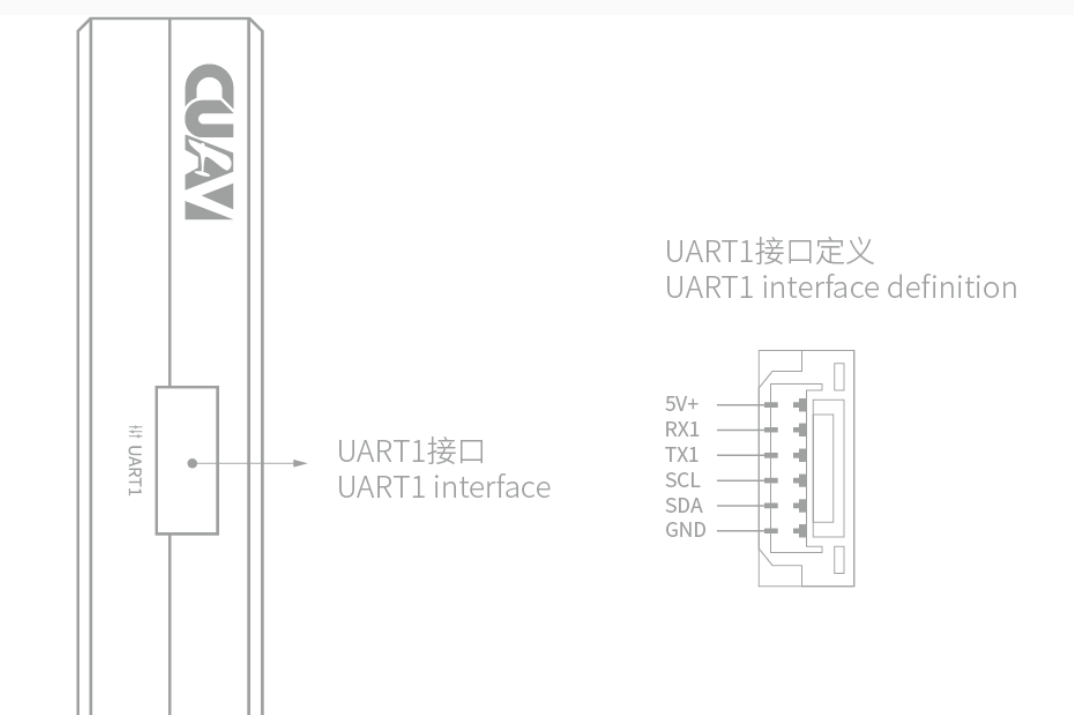 CUAV
UART1
UART1接口
UART1 interface
UART1接口定义
UART1 interface definition
5V+
RX1
TX1
SCL
SDA
GND